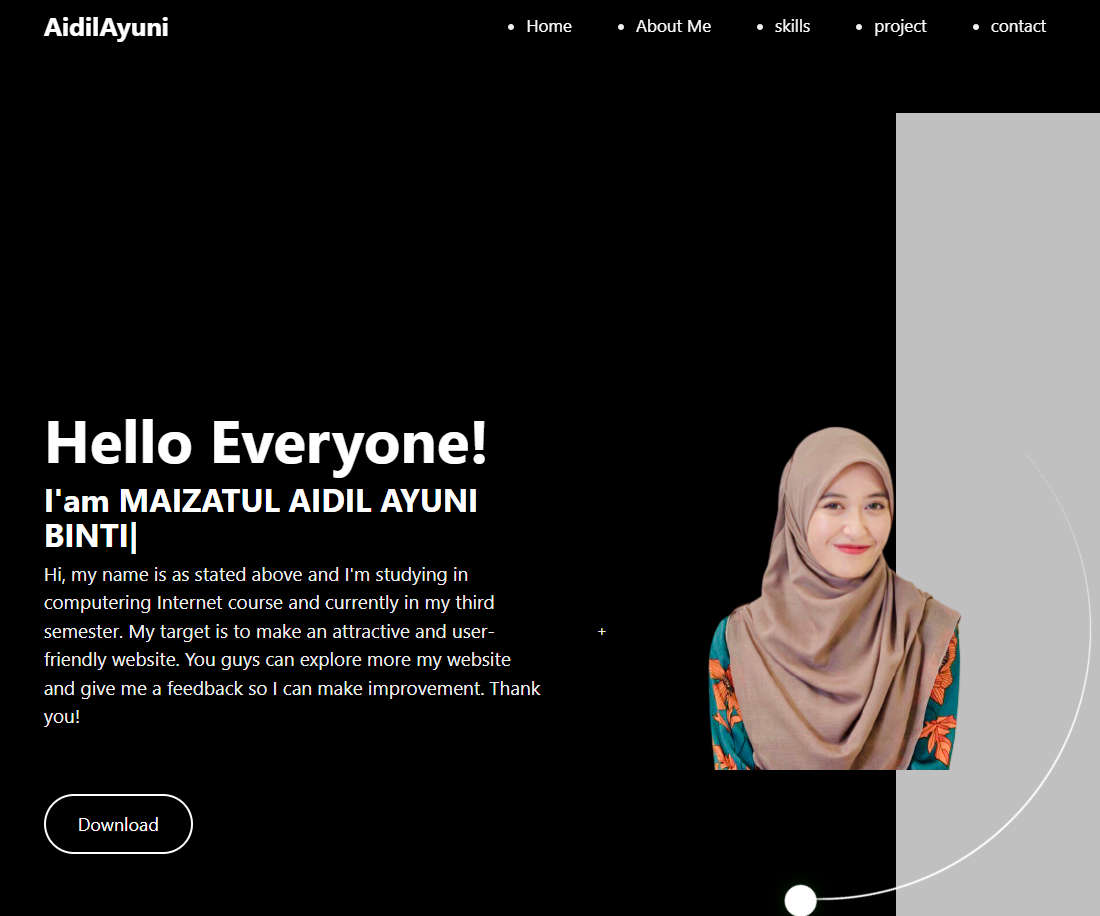 AidilAyuni
• Home
• About Me
• skills
• project
• contact
Hello Everyone!
I'am MAIZATUL AIDIL AYUNI
BINTI|
Hi, my name is as stated above and I'm studying in
computering Internet course and currently in my third
semester. My target is to make an attractive and user-
friendly website. You guys can explore more my website
and give me a feedback so I can make improvement. Thank
you!
+
Download